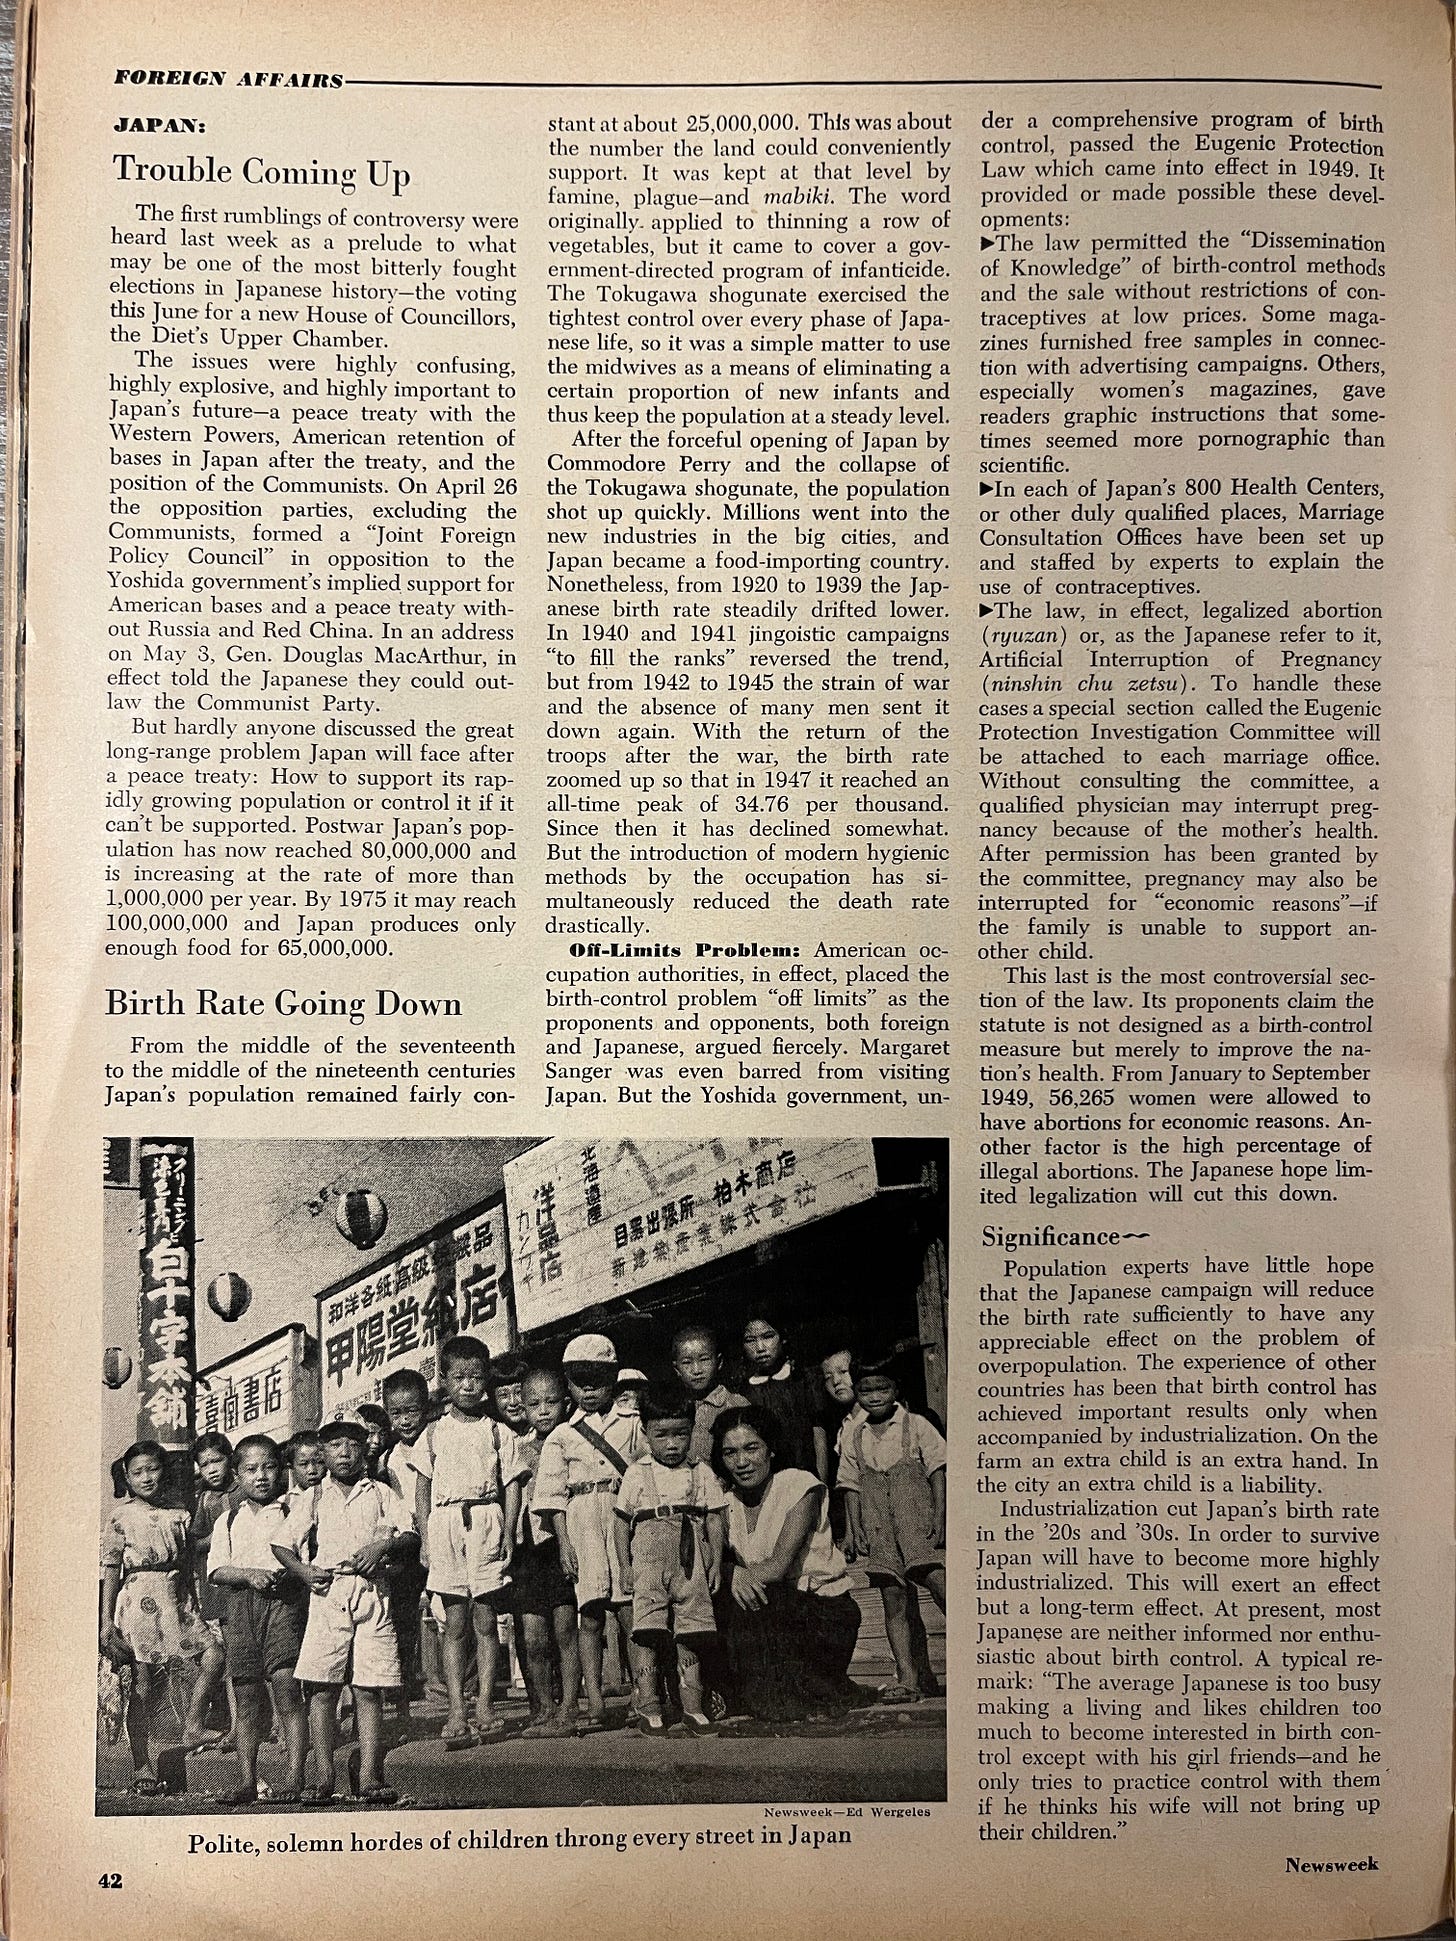 FOREIGN AFFAIRS
JAPAN:
Trouble Coming Up
The first rumblings of controversy were
heard last week as a prelude to what
may be one of the most bitterly fought
elections in Japanese history—the voting
this June for a new House of Councillors,
the Diet's Upper Chamber.
The issues were highly confusing,
highly explosive, and highly important to
Japan's future—a peace treaty with the
Western Powers, American retention of
bases in Japan after the treaty, and the
position of the Communists. On April 26
the opposition parties, excluding the
Communists, formed a "Joint Foreign
Policy Council" in opposition to the
Yoshida government's implied support for
American bases and a peace treaty with-
out Russia and Red China. In an address
on May 3, Gen. Douglas MacArthur, in
effect told the Japanese they could out-
law the Communist Party.
But hardly anyone discussed the great
long-range problem Japan will face after
a peace treaty: How to support its rap-
idly growing population or control it if it
can't be supported. Postwar Japan's pop-
ulation has now reached 80,000,000 and
is increasing at the rate of more than
1,000,000 per year. By 1975 it may reach
100,000,000 and Japan produces only
enough food for 65,000,000.
Birth Rate Going Down
From the middle of the seventeenth
to the middle of the nineteenth centuries
Japan's population remained fairly con-
stant at about 25,000,000. This was about
the number the land could conveniently
support. It was kept at that level by
famine, plague—and mabiki. The word
originally applied to thinning a row of
vegetables, but it came to cover a gov-
ernment-directed program of infanticide.
The Tokugawa shogunate exercised the
tightest control over every phase of Japa-
nese life, so it was a simple matter to use
the midwives as a means of eliminating a
certain proportion of new infants and
thus keep the population at a steady level.
After the forceful opening of Japan by
Commodore Perry and the collapse of
the Tokugawa shogunate, the population
shot up quickly. Millions went into the
new industries in the big cities, and
Japan became a food-importing country.
Nonetheless, from 1920 to 1939 the Jap-
anese birth rate steadily drifted lower.
In 1940 and 1941 jingoistic campaigns
"to fill the ranks" reversed the trend,
but from 1942 to 1945 the strain of war
and the absence of many men sent it
down again. With the return of the
troops after the war, the birth rate
zoomed up so that in 1947 it reached an
all-time peak of 34.76 per thousand.
Since then it has declined somewhat.
But the introduction of modern hygienic
methods by the occupation has si-
multaneously reduced the death rate
drastically.
Off-Limits Problem: American oc-
cupation authorities, in effect, placed the
birth-control problem "off limits" as the
proponents and opponents, both foreign
and Japanese, argued fiercely. Margaret
Sanger was even barred from visiting
Japan. But the Yoshida government, un-
der a comprehensive program of birth
control, passed the Eugenic Protection
Law which came into effect in 1949. It
provided or made possible these devel-
opments:
▶The law permitted the "Dissemination
of Knowledge" of birth-control methods
and the sale without restrictions of con-
traceptives at low prices. Some maga-
zines furnished free samples in connec-
tion with advertising campaigns. Others,
especially women's magazines, gave
readers graphic instructions that some-
times seemed more pornographic than
scientific.
▶In each of Japan's 800 Health Centers,
or other duly qualified places, Marriage
Consultation Offices have been set up
and staffed by experts to explain the
use of contraceptives.
▶The law, in effect, legalized abortion
(ryuzan) or, as the Japanese refer to it,
Artificial Interruption of Pregnancy
(ninshin chu zetsu). To handle these
cases a special section called the Eugenic
Protection Investigation Committee will
be attached to each marriage office.
Without consulting the committee, a
qualified physician may interrupt preg-
nancy because of the mother's health.
After permission has been granted by
the committee, pregnancy may also be
interrupted for "economic reasons"—if
the family is unable to support an-
other child.
This last is the most controversial sec-
tion of the law. Its proponents claim the
statute is not designed as a birth-control
measure but merely to improve the na-
tion's health. From January to September
1949, 56,265 women were allowed to
have abortions for economic reasons. An-
other factor is the high percentage of
illegal abortions. The Japanese hope lim-
ited legalization will cut this down.
Significance~
Population experts have little hope
that the Japanese campaign will reduce
the birth rate sufficiently to have any
appreciable effect on the problem of
overpopulation. The experience of other
countries has been that birth control has
achieved important results only when
accompanied by industrialization. On the
farm an extra child is an extra hand. In
the city an extra child is a liability.
Industrialization cut Japan's birth rate
in the '20s and '30s. In order to survive
Japan will have to become more highly
industrialized. This will exert an effect
but a long-term effect. At present, most
Japanese are neither informed nor enthu-
siastic about birth control. A typical re-
mark: "The average Japanese is too busy
making a living and likes children too
much to become interested in birth con-
trol except with his girl friends—and he
only tries to practice control with them
if he thinks his wife will not bring up
their children."
クリーニング
白十字本舗
書店
和洋各紙高級
甲陽堂紙店
洋品店
北海道産
目黒出張所 柏木商店
株式会社
Newsweek—Ed Wergeles
Polite, solemn hordes of children throng every street in Japan
42
Newsweek